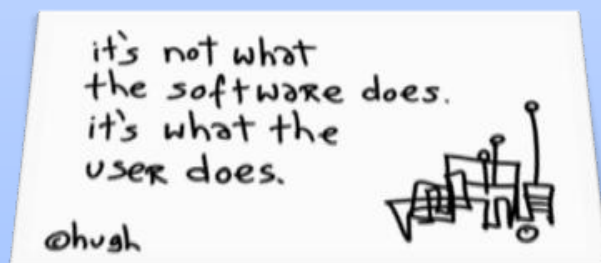 it's not what
the software does.
it's what the
user does.
@hugh